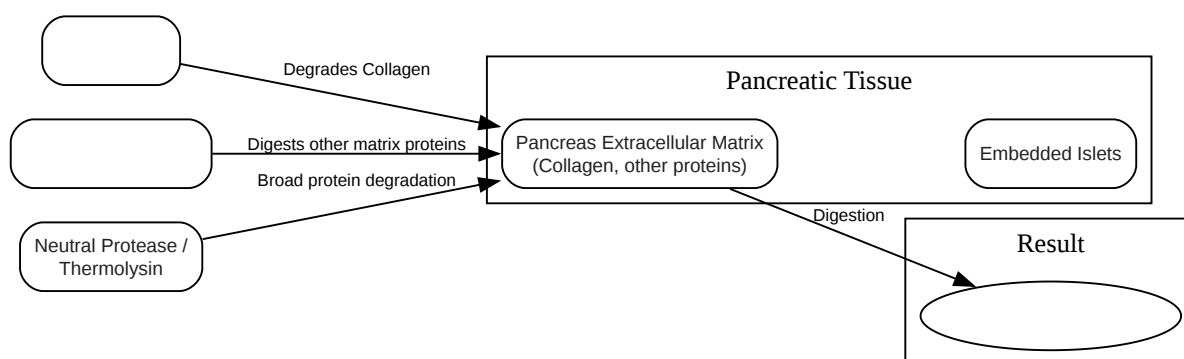 Degrades Collagen
Pancreatic Tissue
Digests other matrix proteins
Pancreas Extracellular Matrix
(Collagen, other proteins)
Embedded Islets
Broad protein degradation
Neutral Protease /
Thermolysin
Digestion
Result